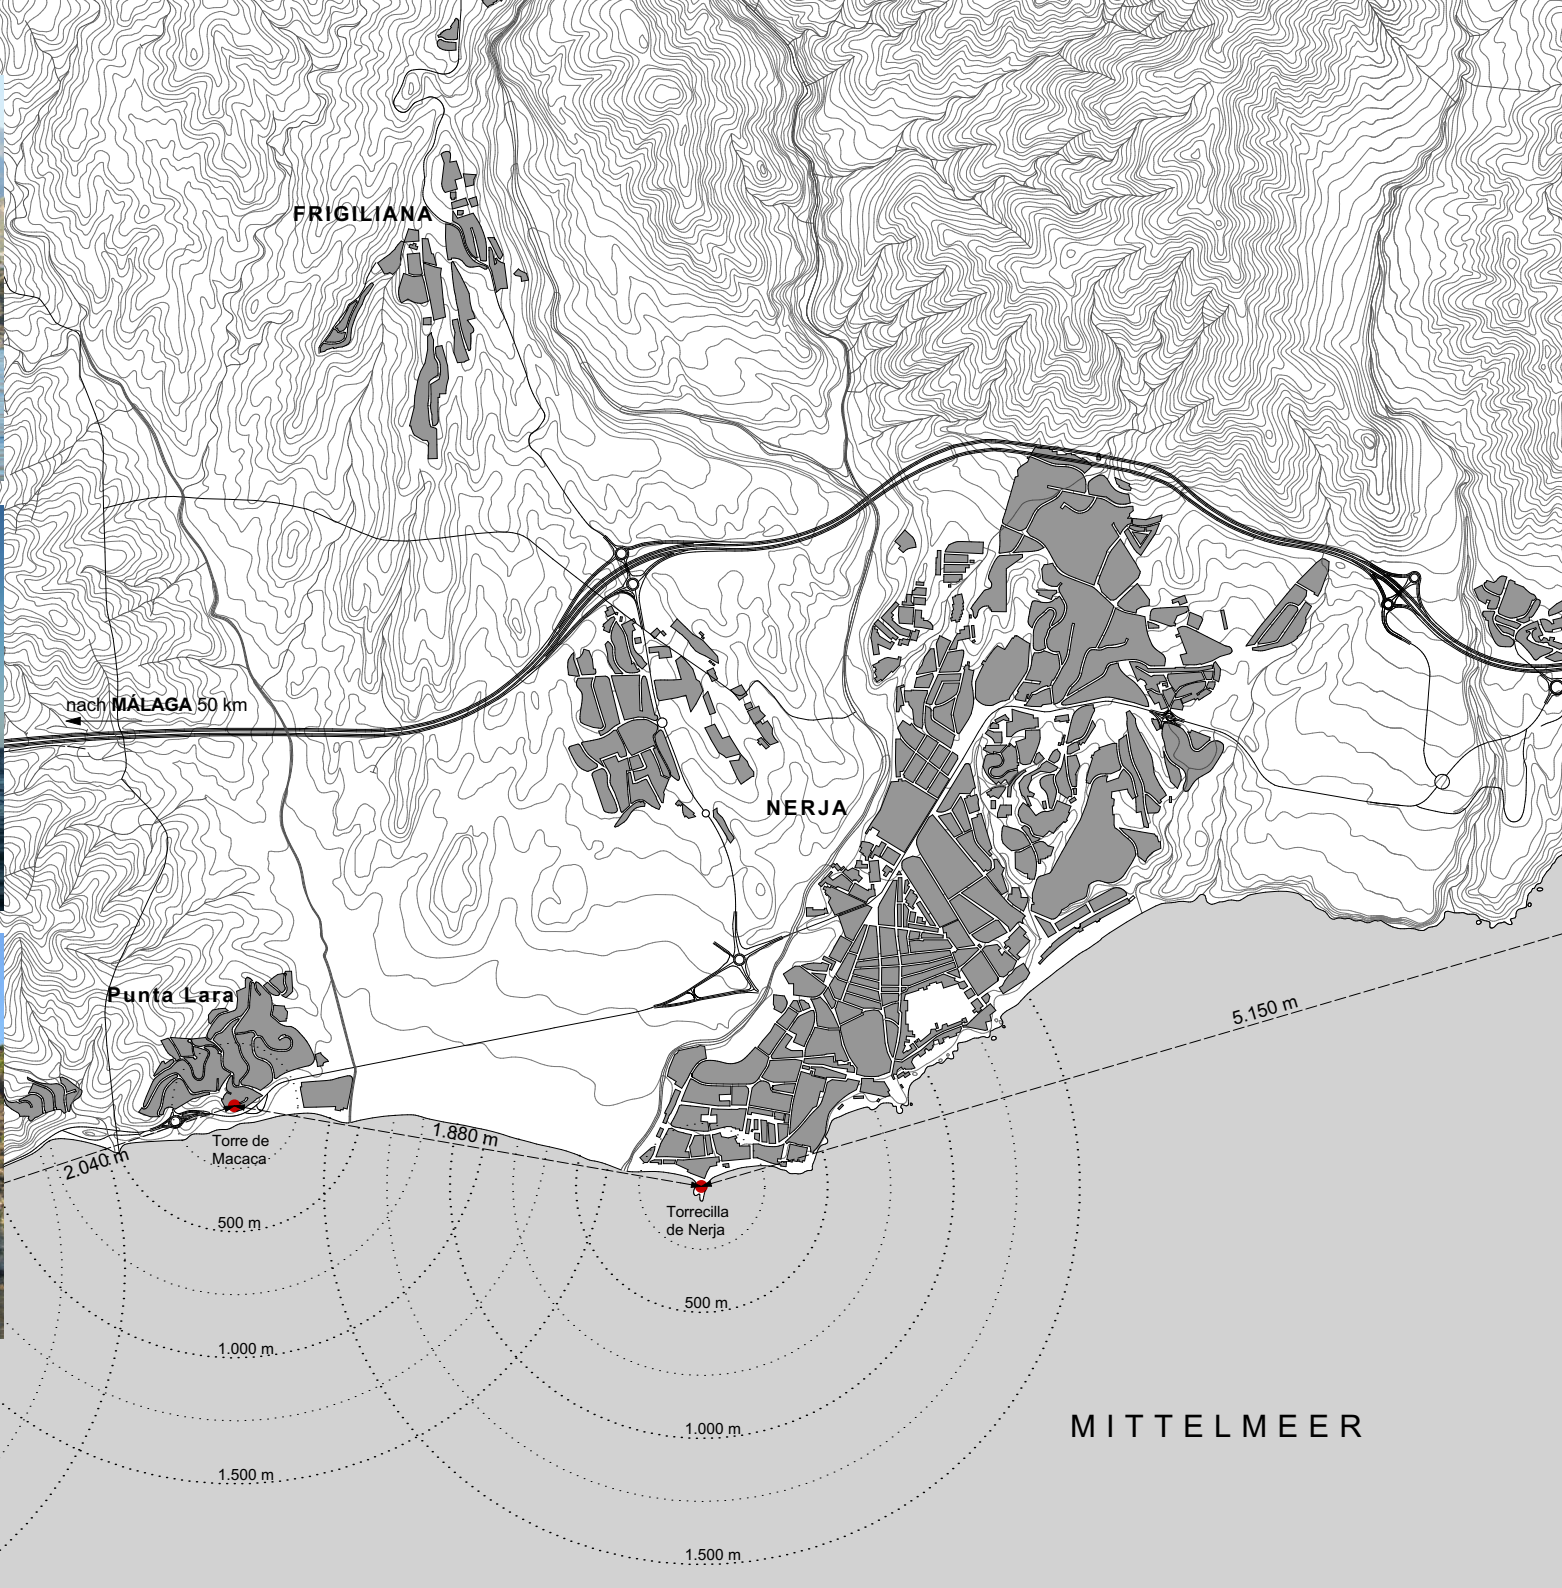 FRIGILIANA
nach MÁLAGA 50 km
NERJA
Punta Lara
5.150 m
1.880 m
Torre de
Macaça
2.040 m
Torrecilla
de Nerja
500 m
500 m
1.000 m
1.000 m
MITTELMEER
1.500 m
1.500 m